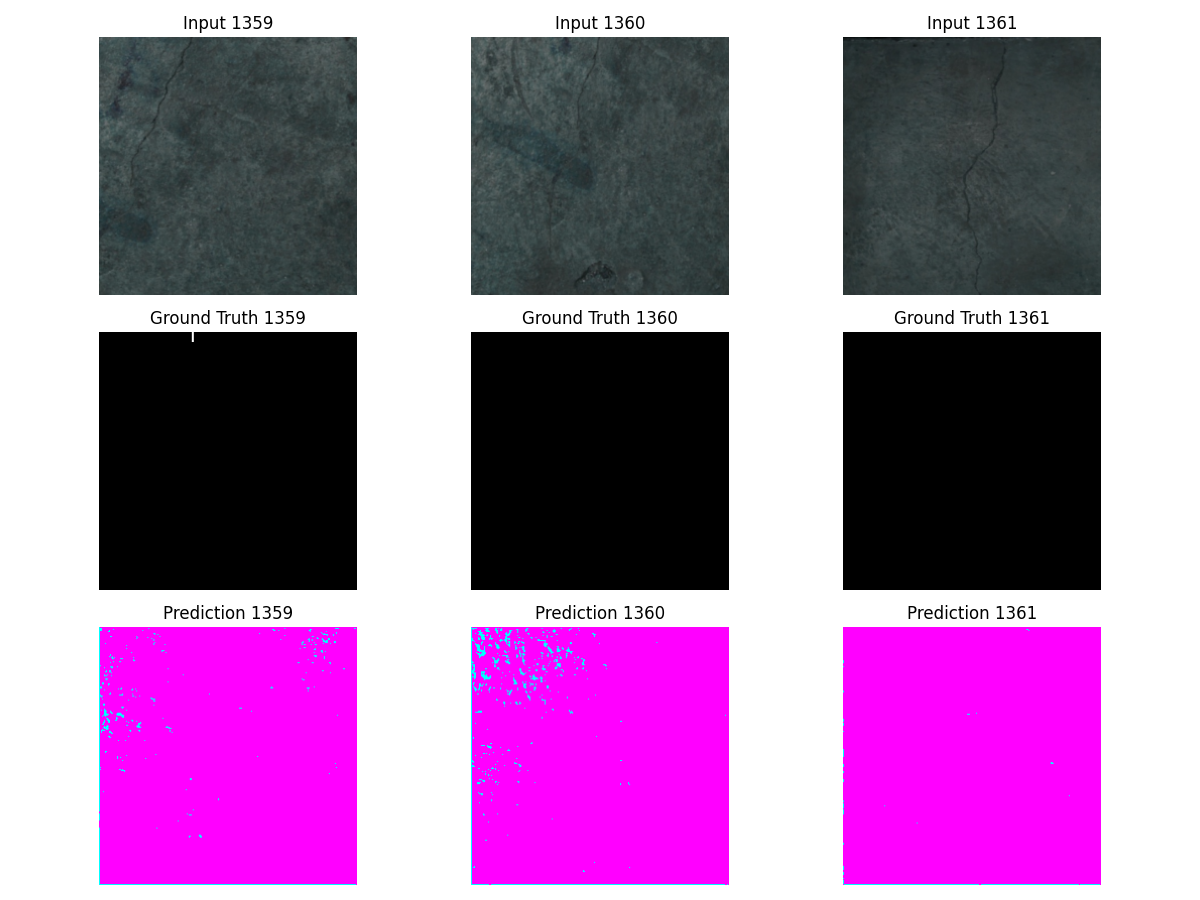 Input 1359
Input 1360
Input 1361
Ground Truth 1359
Ground Truth 1360
Ground Truth 1361
Prediction 1359
Prediction 1360
Prediction 1361